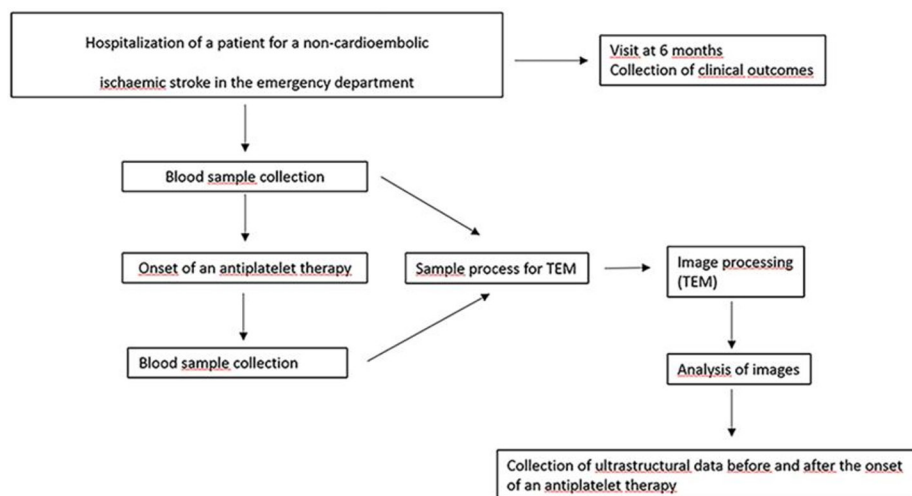 Hospitalization of a patient for a non-cardioembolic
ischaemic stroke in the emergency department
Visit at 6 months
Collection of clinical outcomes
Blood sample collection
Onset of an antiplatelet therapy
Sample process for TEM
Image processing
(TEM)
Blood sample collection
Analysis of images
Collection of ultrastructural data before and after the onset
of an antiplatelet therapy